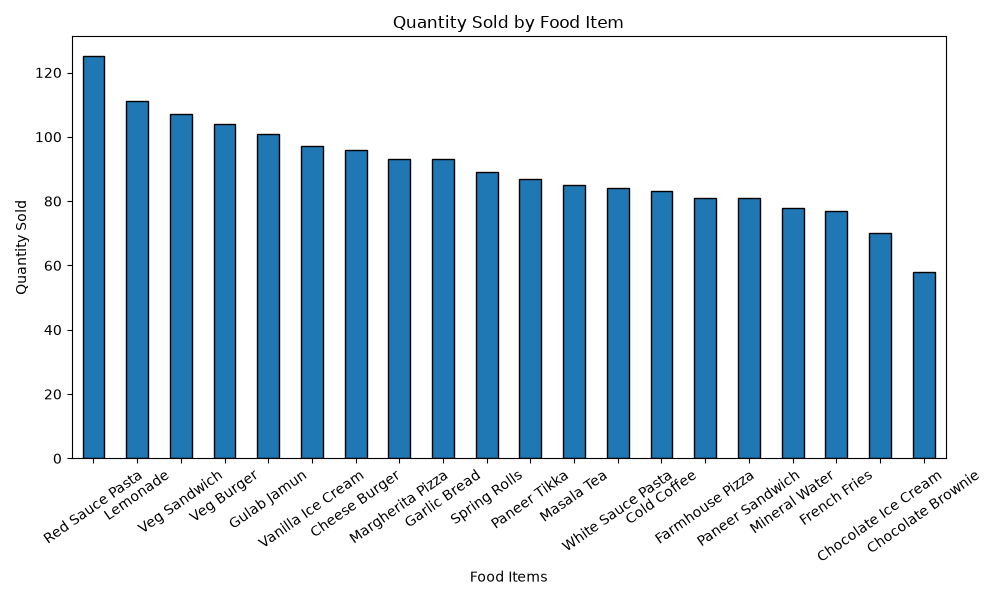 Quantity Sold by Food Item
Quantity Sold
120
100
80
60
40
20
0
Red Sauce Pasta
Lemonade
Veg Sandwich
Veg Burger
Gulab Jamun
Vanilla Ice Cream
Cheese Burger
Margherita Pizza
Garlic Bread
Spring Rolls
Paneer Tikka
Masala Tea
White Sauce Pasta
Cold Coffee
Farmhouse Pizza
Paneer Sandwich
Mineral Water
French Fries
Chocolate Ice Cream
Chocolate Brownie
Food Items